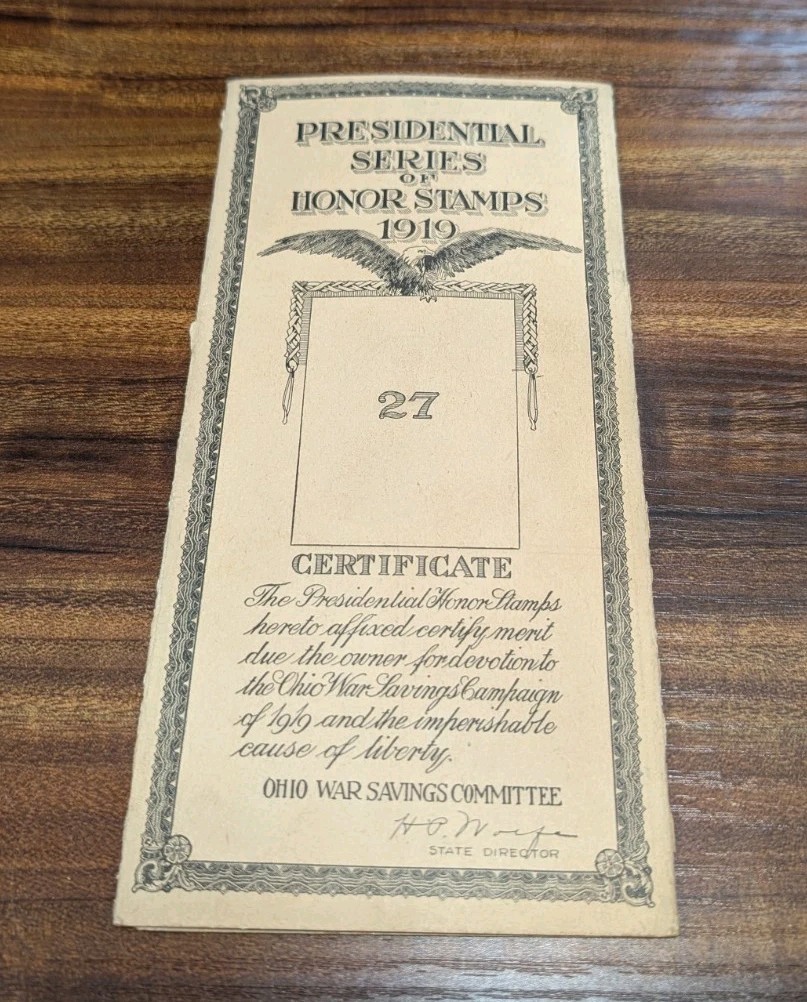 PRESIDENTIAL
SERIES
OF
HONOR STAMPS
1919
27
CERTIFICATE
The Presidential Honor Stamps
hereto affixed certify merit
due the owner for devotion to
the Ohio War Savings Campaign
of 1919 and the imperishable
cause of liberty.
OHIO WAR SAVINGS COMMITTEE
H P. Wolfe
STATE DIRECTOR